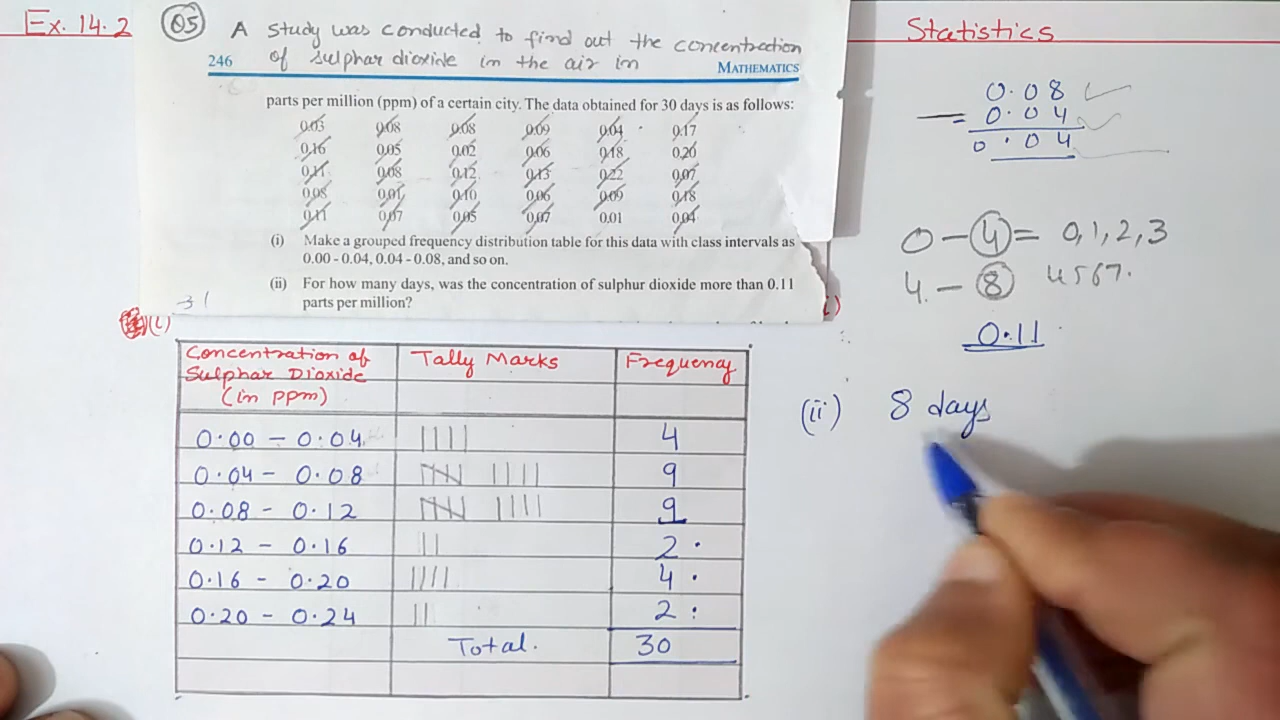 Ex. 14.2
Q5 A study was conducted to find out the concentration
of Sulphar dioxide in the air in
246 MATHEMATICS
parts per million (ppm) of a certain city. The data obtained for 30 days is as follows:
0.03 0.08 0.08 0.09 0.04 0.17
0.16 0.05 0.02 0.06 0.18 0.20
0.11 0.08 0.12 0.13 0.22 0.07
0.08 0.01 0.10 0.06 0.09 0.18
0.11 0.07 0.05 0.07 0.01 0.04
(i) Make a grouped frequency distribution table for this data with class intervals as
0.00 - 0.04, 0.04 - 0.08, and so on.
(ii) For how many days, was the concentration of sulphur dioxide more than 0.11
parts per million?
(i)
Concentration of Sulphar Dioxide (in ppm) Tally Marks Frequency
0.00 - 0.04 |||| 4
0.04 - 0.08 9
0.08 - 0.12 9
0.12 - 0.16 || 2
0.16 - 0.20 |||| 4
0.20 - 0.24 || 2
Total. 30
Statistics
0.08
= 0.04
0.04
0 - 4 = 0,1,2,3
4 - 8 4567.
0.11
(ii) 8 days